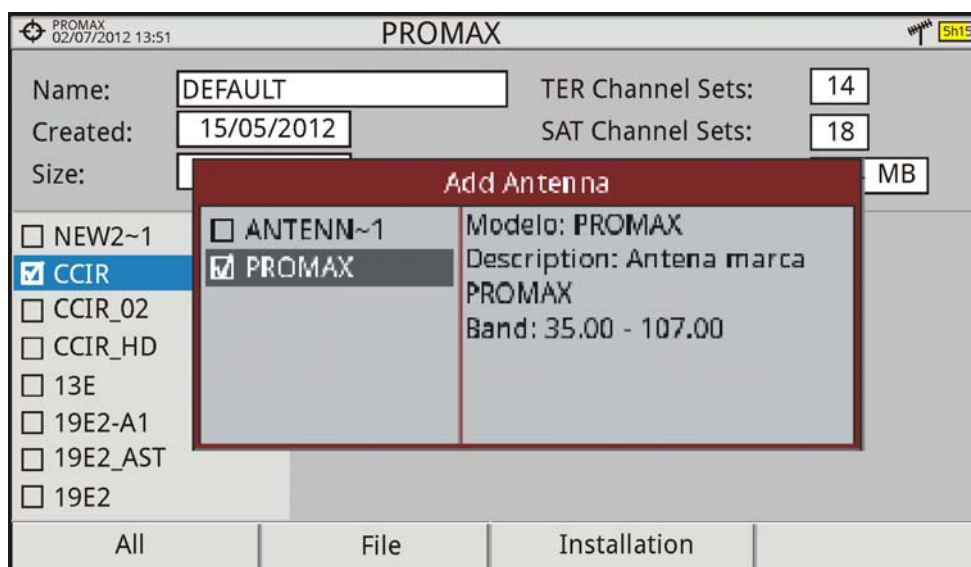 PROMAX
02/07/2012 13:51
PROMAX
5h15
Name:
DEFAULT
TER Channel Sets:
14
Created:
15/05/2012
SAT Channel Sets:
18
Size:
MB
Add Antenna
ANTENN~1
PROMAX
Modelo: PROMAX
Description: Antena marca
PROMAX
Band: 35.00 - 107.00
NEW2~1
CCIR
CCIR_02
CCIR_HD
13E
19E2-A1
19E2_AST
19E2
All
File
Installation